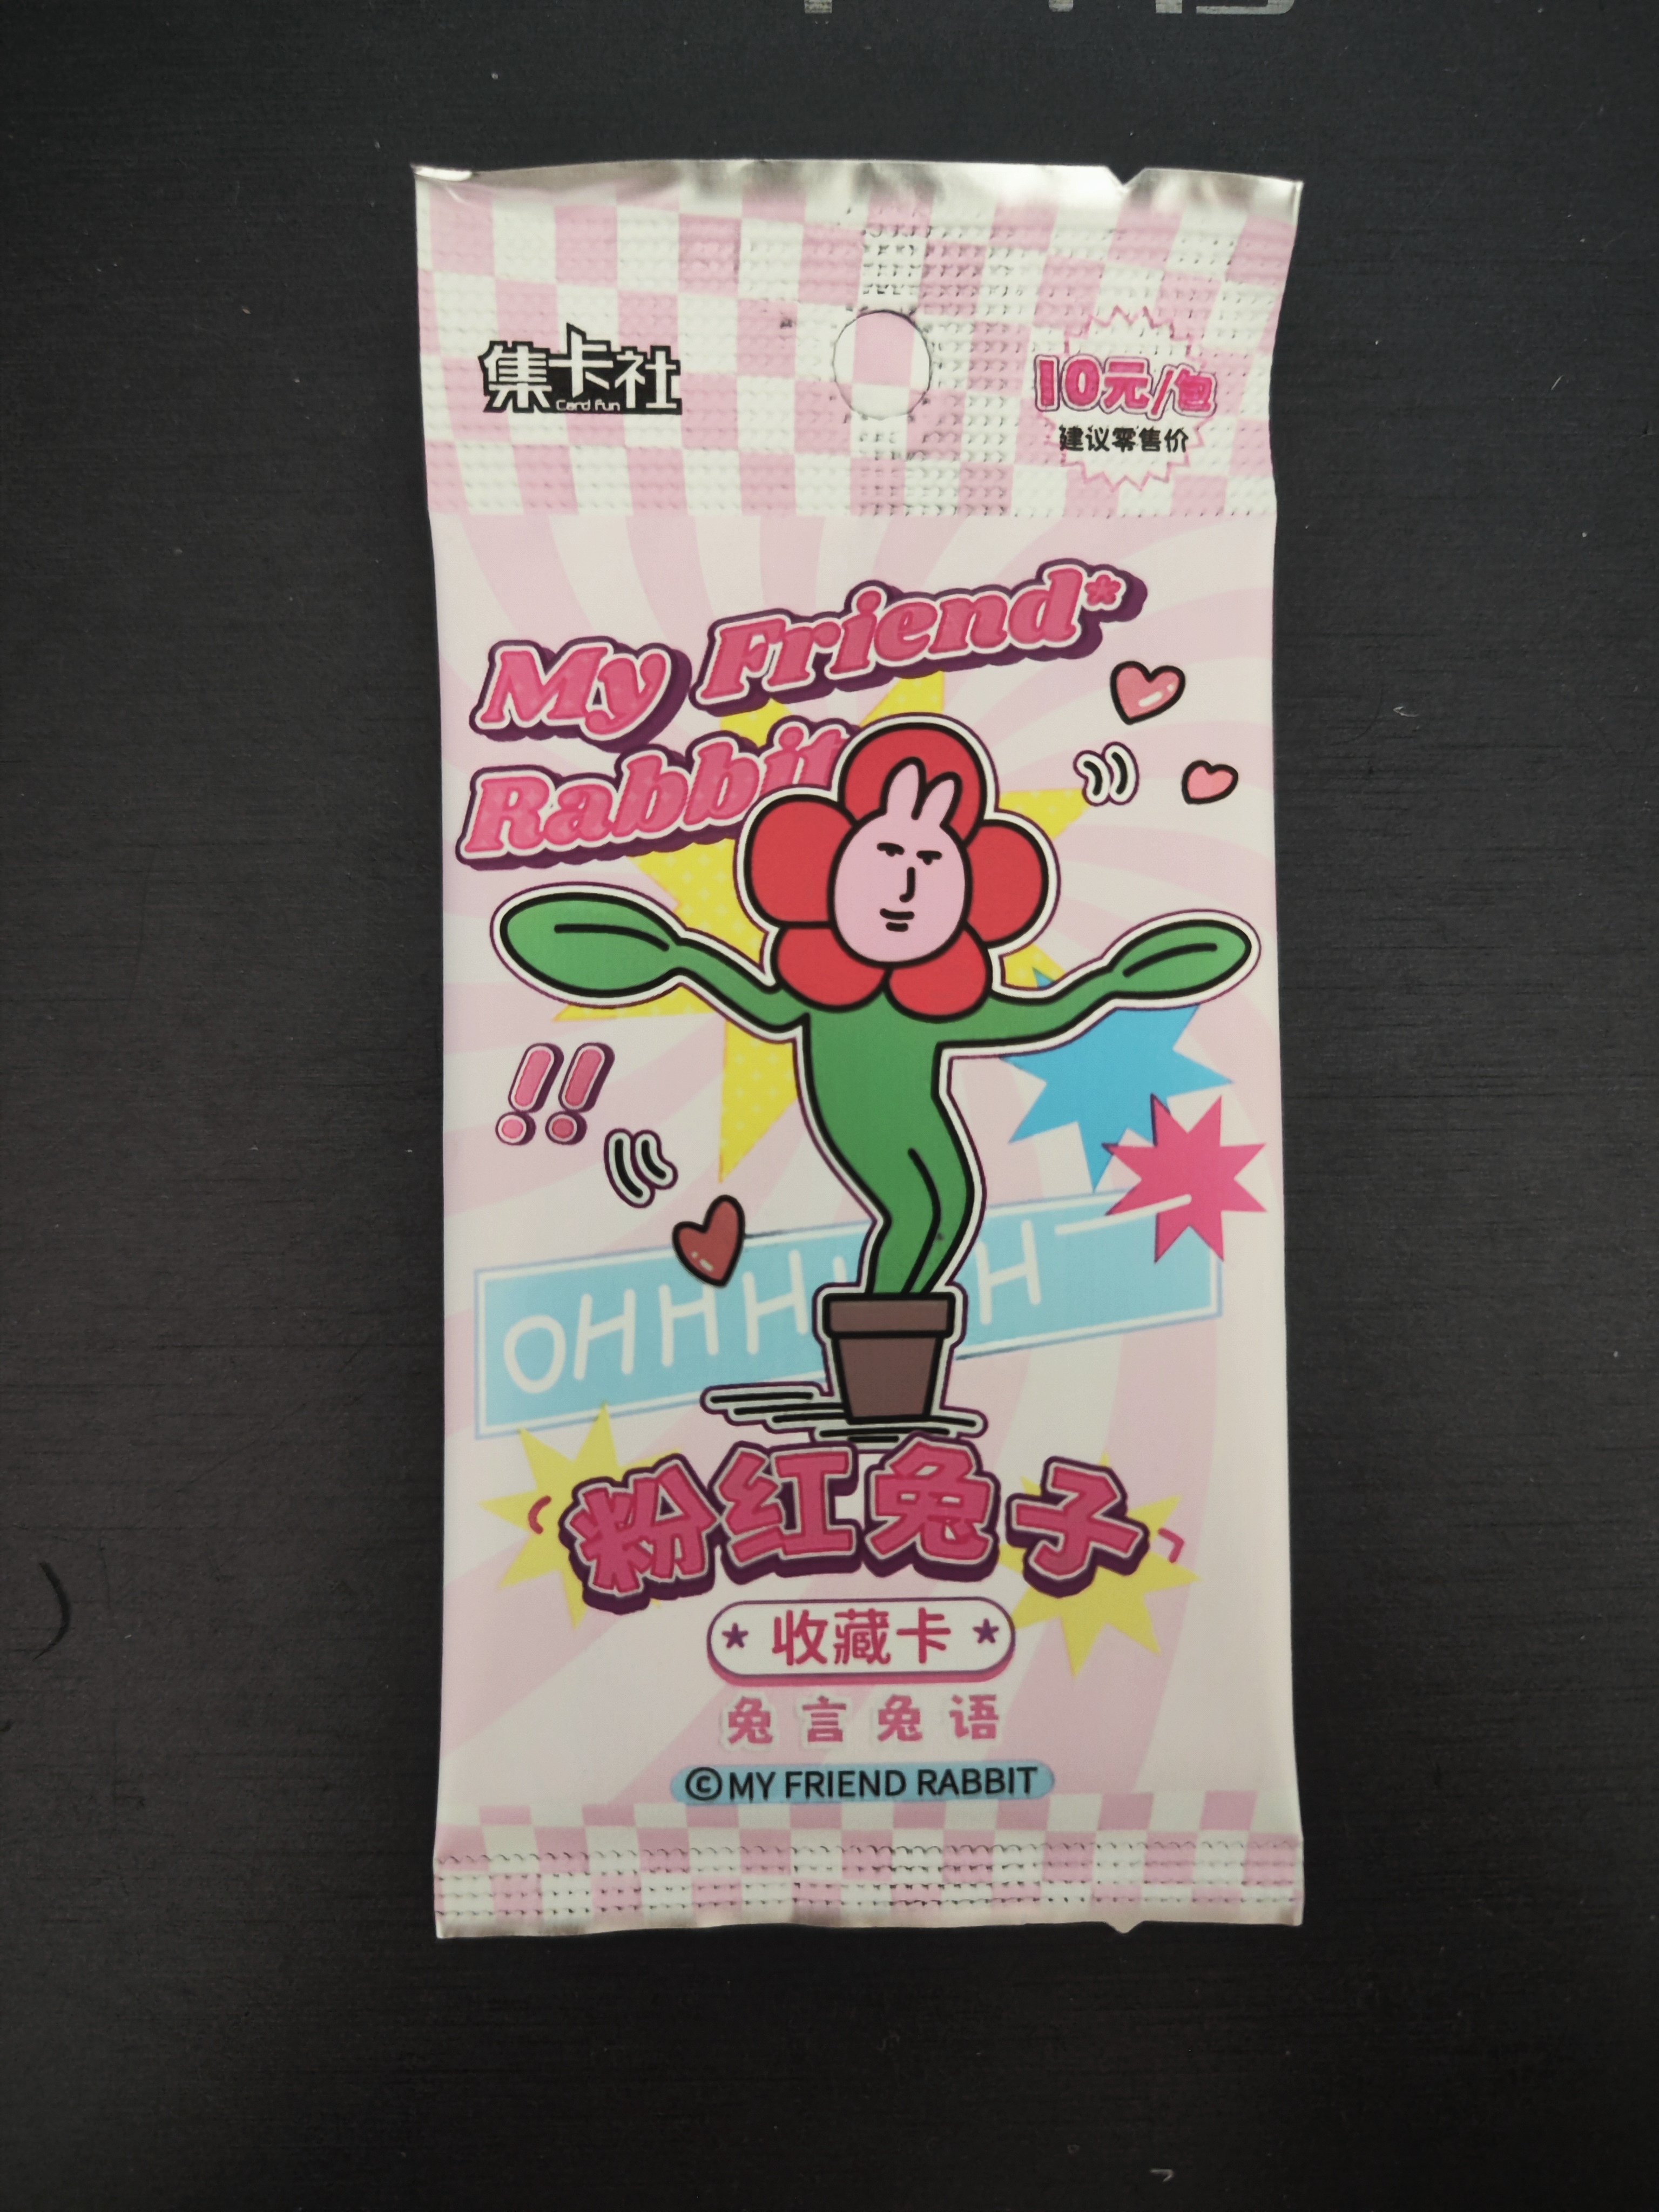 集卡社
Card Fun
10元/包
建议零售价
My Friend*
Rabbit
!!
粉红兔子
★ 收藏卡 ★
兔言兔语
©MY FRIEND RABBIT